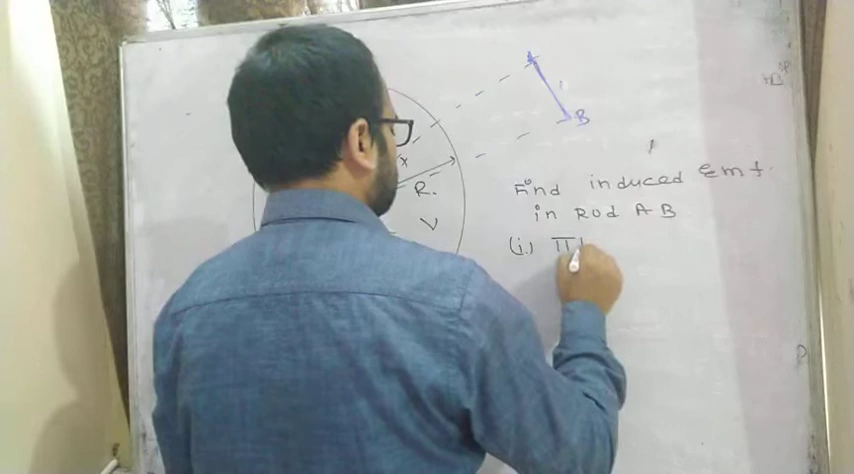 A
B
x
R.
V
Find induced emf.
in Rod AB
(i.) π